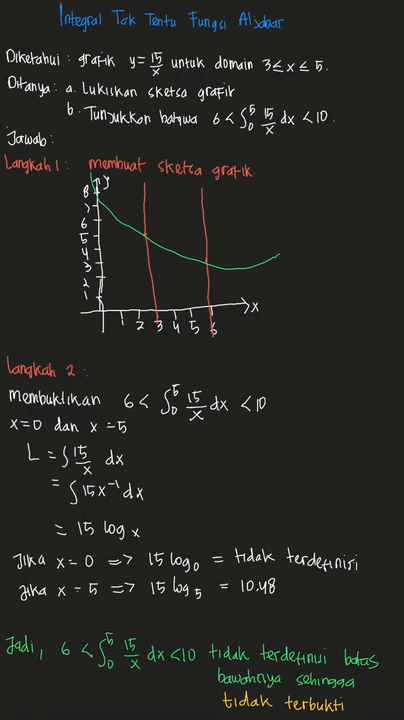 Integral Tak Tentu Fungsi Aljabar
Diketahui : grafik y = 15/x untuk domain 3 ≤ x ≤ 5.
Ditanya : a. Lukiskan sketsa grafik
b. Tunjukkan bahwa 6 < ∫₀⁵ 15/x dx < 10.
Jawab :
Langkah 1 : membuat sketsa grafik.
y
8
7
6
5
4
3
2
1
1 2 3 4 5 6
x
Langkah 2 :
membuktikan 6 < ∫₀⁵ 15/x dx < 10
x = 0 dan x = 5
L = ∫ 15/x dx
= ∫ 15x⁻¹ dx
= 15 log x
Jika x = 0 => 15 log₀ = tidak terdefinisi
Jika x = 5 => 15 log₅ = 10.48
Jadi, 6 < ∫₀⁵ 15/x dx < 10 tidak terdefinisi batas
bawahnya sehingga
tidak terbukti